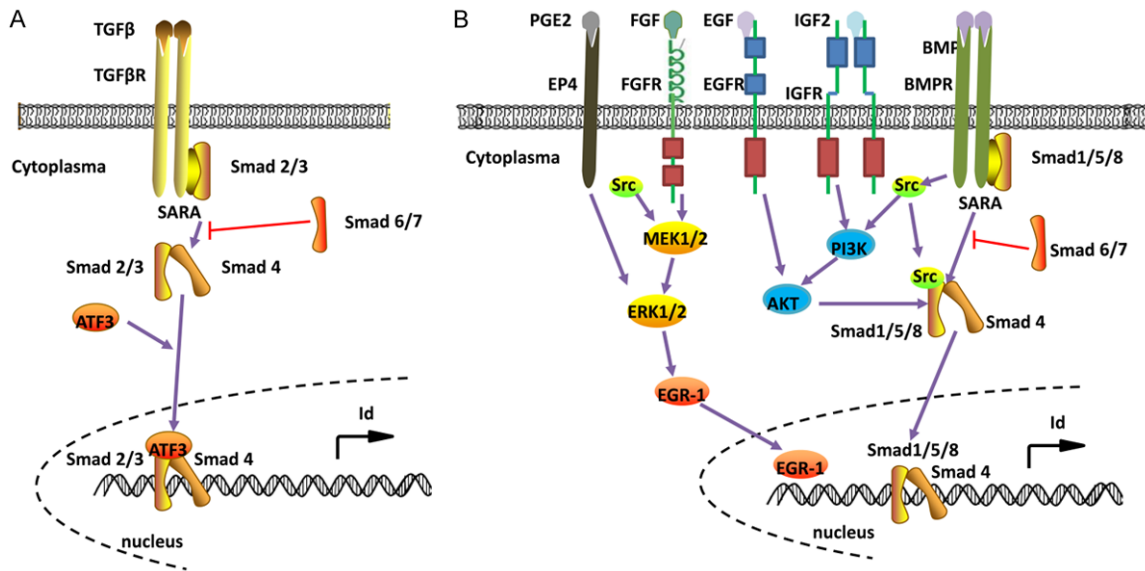 A
TGFβ
TGFβR
Cytoplasma
Smad 2/3
SARA
Smad 6/7
Smad 2/3
Smad 4
ATF3
Id
ATF3
Smad 2/3
Smad 4
nucleus
B
PGE2
FGF
EGF
IGF2
BMP
EP4
FGFR
EGFR
IGFR
BMPR
Cytoplasma
Smad1/5/8
Src
Src
SARA
MEK1/2
PI3K
Smad 6/7
Src
AKT
ERK1/2
Smad1/5/8
Smad 4
EGR-1
Id
Smad1/5/8
EGR-1
Smad 4
nucleus